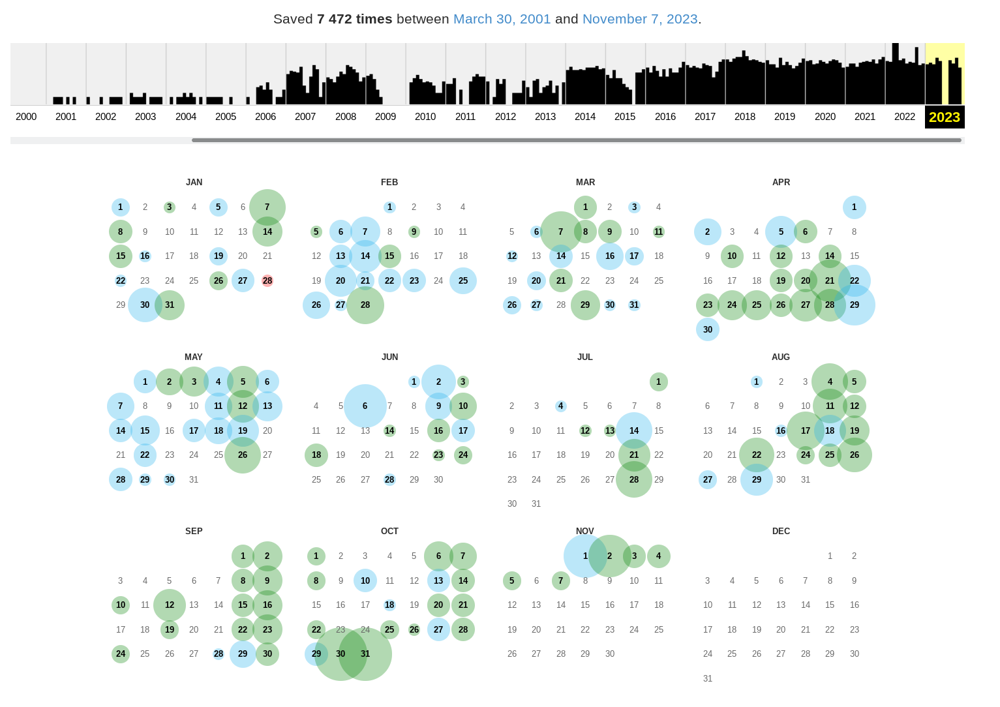 Saved 7 472 times between March 30, 2001 and November 7, 2023.
2000 2001 2002 2003 2004 2005 2006 2007 2008 2009 2010 2011 2012 2013 2014 2015 2016 2017 2018 2019 2020 2021 2022 2023
JAN
1 2 3 4 5 6 7
8 9 10 11 12 13 14
15 16 17 18 19 20 21
22 23 24 25 26 27 28
29 30 31
FEB
1 2 3 4
5 6 7 8 9 10 11
12 13 14 15 16 17 18
19 20 21 22 23 24 25
26 27 28
MAR
1 2 3 4
5 6 7 8 9 10 11
12 13 14 15 16 17 18
19 20 21 22 23 24 25
26 27 28 29 30 31
APR
1
2 3 4 5 6 7 8
9 10 11 12 13 14 15
16 17 18 19 20 21 22
23 24 25 26 27 28 29
30
MAY
1 2 3 4 5 6
7 8 9 10 11 12 13
14 15 16 17 18 19 20
21 22 23 24 25 26 27
28 29 30 31
JUN
1 2 3
4 5 6 7 8 9 10
11 12 13 14 15 16 17
18 19 20 21 22 23 24
25 26 27 28 29 30
JUL
1
2 3 4 5 6 7 8
9 10 11 12 13 14 15
16 17 18 19 20 21 22
23 24 25 26 27 28 29
30 31
AUG
1 2 3 4 5
6 7 8 9 10 11 12
13 14 15 16 17 18 19
20 21 22 23 24 25 26
27 28 29 30 31
SEP
1 2
3 4 5 6 7 8 9
10 11 12 13 14 15 16
17 18 19 20 21 22 23
24 25 26 27 28 29 30
OCT
1 2 3 4 5 6 7
8 9 10 11 12 13 14
15 16 17 18 19 20 21
22 23 24 25 26 27 28
29 30 31
NOV
1 2 3 4
5 6 7 8 9 10 11
12 13 14 15 16 17 18
19 20 21 22 23 24 25
26 27 28 29 30
DEC
1 2
3 4 5 6 7 8 9
10 11 12 13 14 15 16
17 18 19 20 21 22 23
24 25 26 27 28 29 30
31